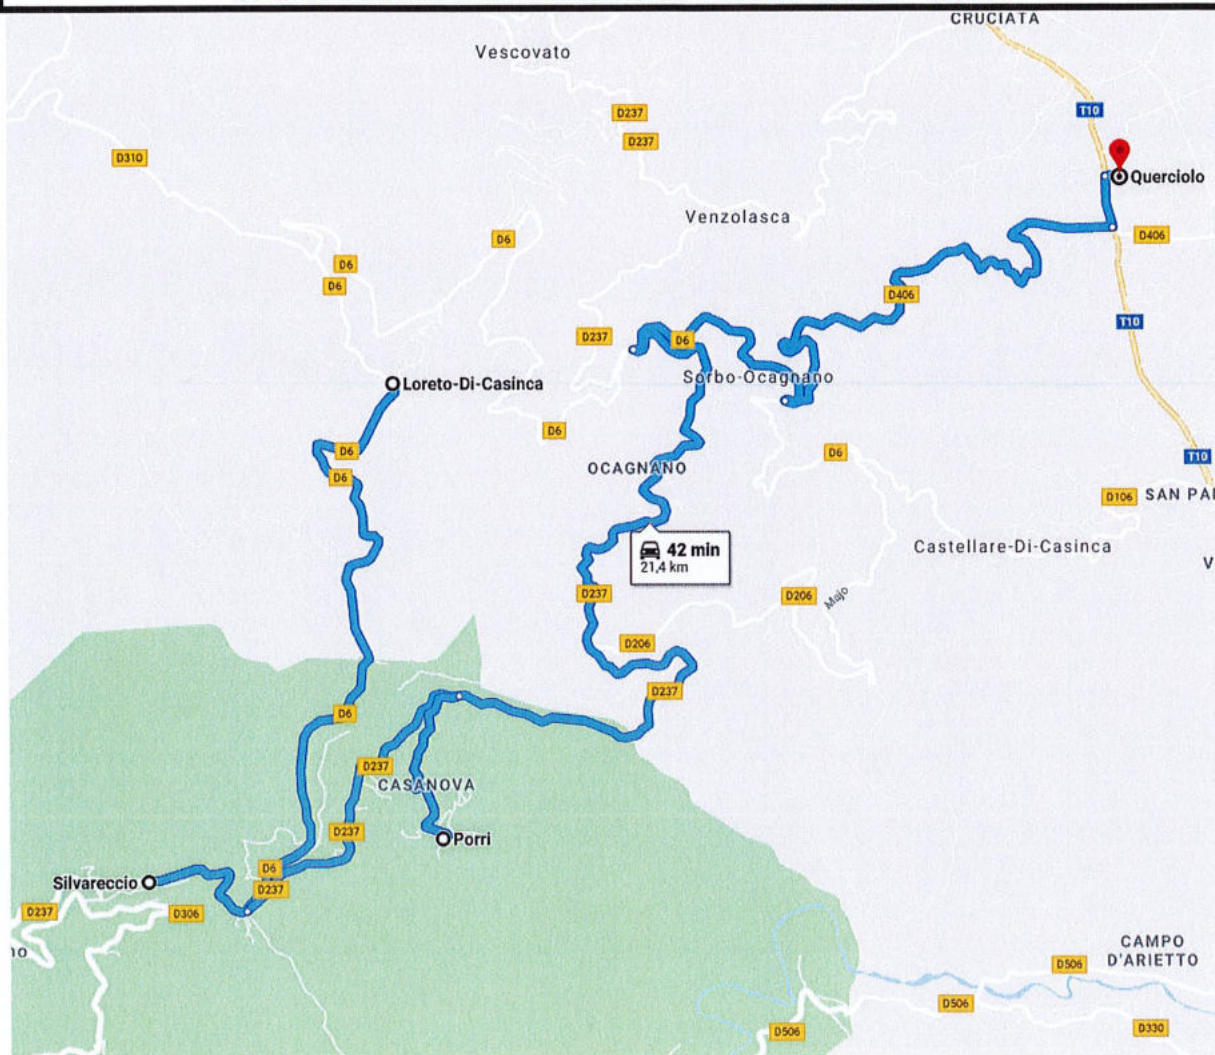 CRUCIATA
Vescovato
T10
D237
D237
D310
Querciolo
Venzolasca
D406
D6
D6
D6
D406
T10
D237
D6
Sorbo-Ocagnano
Loreto-Di-Casinca
D6
D6
D6
T10
OCAGNANO
D6
D106
SAN PA
42 min
21,4 km
Castellare-Di-Casinca
V
D237
D206
Majo
D206
D237
D6
D237
CASANOVA
D237
Porri
D6
Silvareccio
D237
D237
D306
no
CAMPO
D'ARIETTO
D506
D506
D506
D330